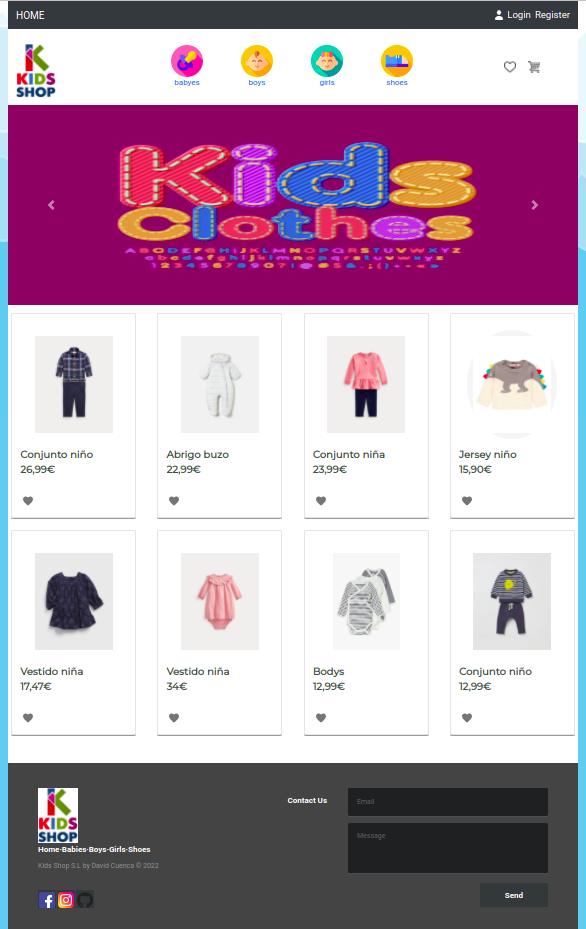 HOME
Login Register
KIDS
SHOP
babyes
boys
girls
shoes
Kids
Clothes
ABCDEFGHIJKLMNOPQRSTUVWXYZ
abcdefghijklmnopqrstuvwxyz
Conjunto niño
26,99€
Abrigo buzo
22,99€
Conjunto niña
23,99€
Jersey niño
15,90€
Vestido niña
17,47€
Vestido niña
34€
Bodys
12,99€
Conjunto niño
12,99€
KIDS
SHOP
Home-Babies-Boys-Girls-Shoes
Kids Shop S.L by David Cuenca © 2022
Contact Us
Email
Message
Send